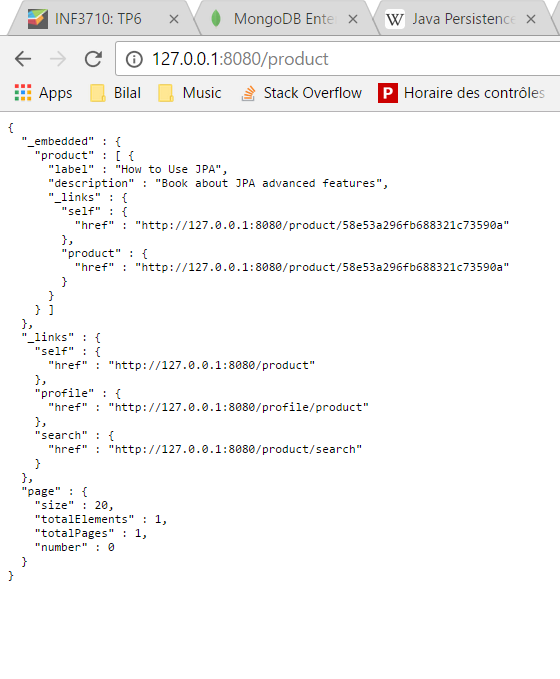 INF3710: TP6
MongoDB Ente
Java Persistence
127.0.0.1:8080/product
Apps
Bilal
Music
Stack Overflow
Horaire des contrôles
{
  "_embedded" : {
    "product" : [ {
      "label" : "How to Use JPA",
      "description" : "Book about JPA advanced features",
      "_links" : {
        "self" : {
          "href" : "http://127.0.0.1:8080/product/58e53a296fb688321c73590a"
        },
        "product" : {
          "href" : "http://127.0.0.1:8080/product/58e53a296fb688321c73590a"
        }
      }
    } ]
  },
  "_links" : {
    "self" : {
      "href" : "http://127.0.0.1:8080/product"
    },
    "profile" : {
      "href" : "http://127.0.0.1:8080/profile/product"
    },
    "search" : {
      "href" : "http://127.0.0.1:8080/product/search"
    }
  },
  "page" : {
    "size" : 20,
    "totalElements" : 1,
    "totalPages" : 1,
    "number" : 0
  }
}